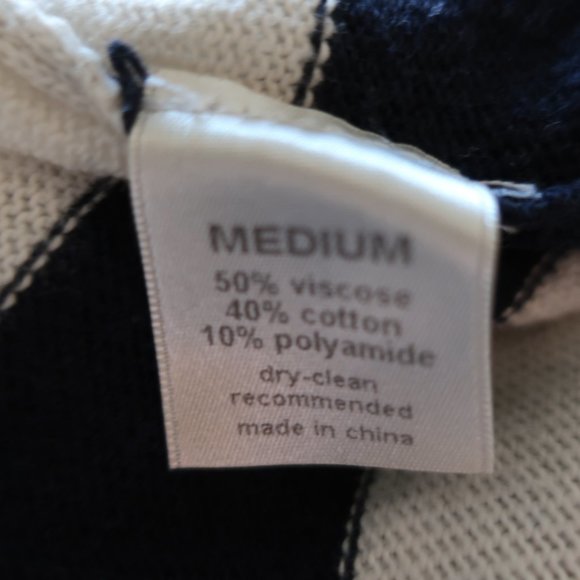 MEDIUM
50% viscose
40% cotton
10% polyamide
dry-clean
recommended
made in china